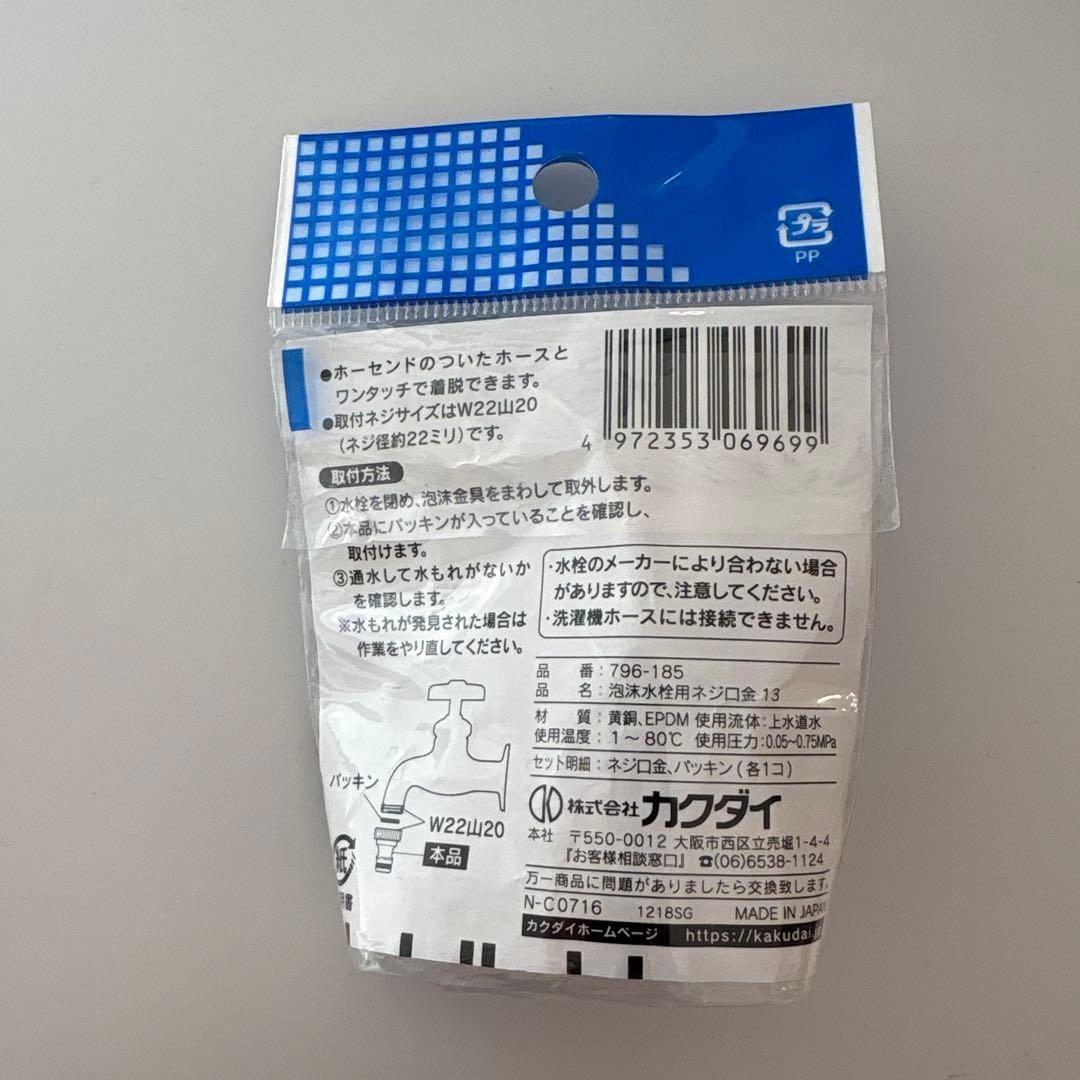 プラ
PP
●ホーセンドのついたホースと
ワンタッチで着脱できます。
●取付ネジサイズはW22山20
(ネジ径約22ミリ)です。
4 972353 069699
取付方法
①水栓を閉め、泡沫金具をまわして取外します。
②本品にパッキンが入っていることを確認し、
取付けます。
③通水して水もれがないか
を確認します。
※水もれが発見された場合は
作業をやり直してください。
・水栓のメーカーにより合わない場合
がありますので、注意してください。
・洗濯機ホースには接続できません。
品 番:796-185
品 名:泡沫水栓用ネジ口金 13
材 質:黄銅、EPDM 使用流体:上水道水
使用温度:1～80℃ 使用圧力:0.05~0.75MPa
セット明細:ネジ口金、パッキン(各1コ)
パッキン
W22山20
本品
株式会社カクダイ
本社 〒550-0012 大阪市西区立売堀1-4-4
『お客様相談窓口』 ☎(06)6538-1124
万一商品に問題がありましたら交換致します。
N-C0716 1218SG MADE IN JAPAN
カクダイホームページ https://kakudai.j
紙